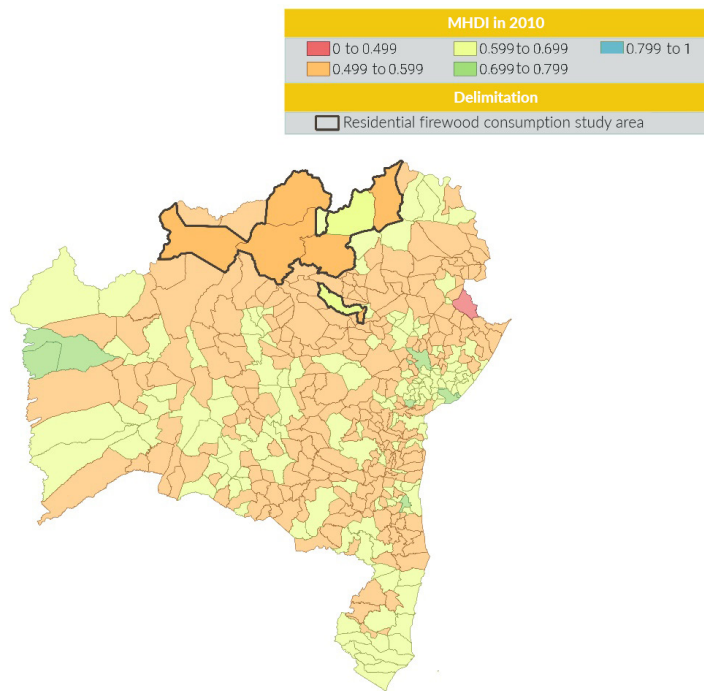 MHDI in 2010
0 to 0.499 0.599 to 0.699 0.799 to 1
0.499 to 0.599 0.699 to 0.799
Delimitation
Residential firewood consumption study area